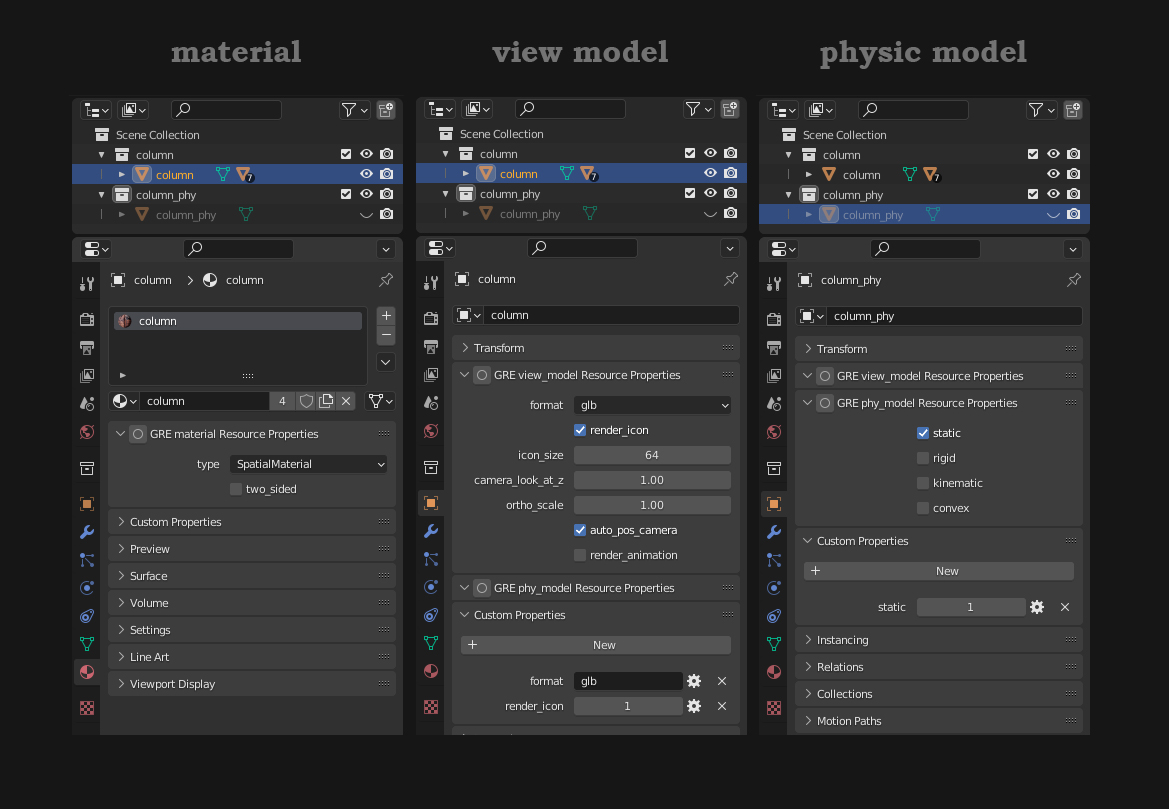 material
view model
physic model
Scene Collection
column
column
7
column_phy
column_phy
column
column
column
column
4
GRE material Resource Properties
type
SpatialMaterial
two_sided
Custom Properties
Preview
Surface
Volume
Settings
Line Art
Viewport Display
Scene Collection
column
column
7
column_phy
column_phy
column
column
Transform
GRE view_model Resource Properties
format
glb
render_icon
icon_size
64
camera_look_at_z
1.00
ortho_scale
1.00
auto_pos_camera
render_animation
GRE phy_model Resource Properties
Custom Properties
New
format
glb
render_icon
1
Scene Collection
column
column
7
column_phy
column_phy
column_phy
column_phy
Transform
GRE view_model Resource Properties
GRE phy_model Resource Properties
static
rigid
kinematic
convex
Custom Properties
New
static
1
Instancing
Relations
Collections
Motion Paths